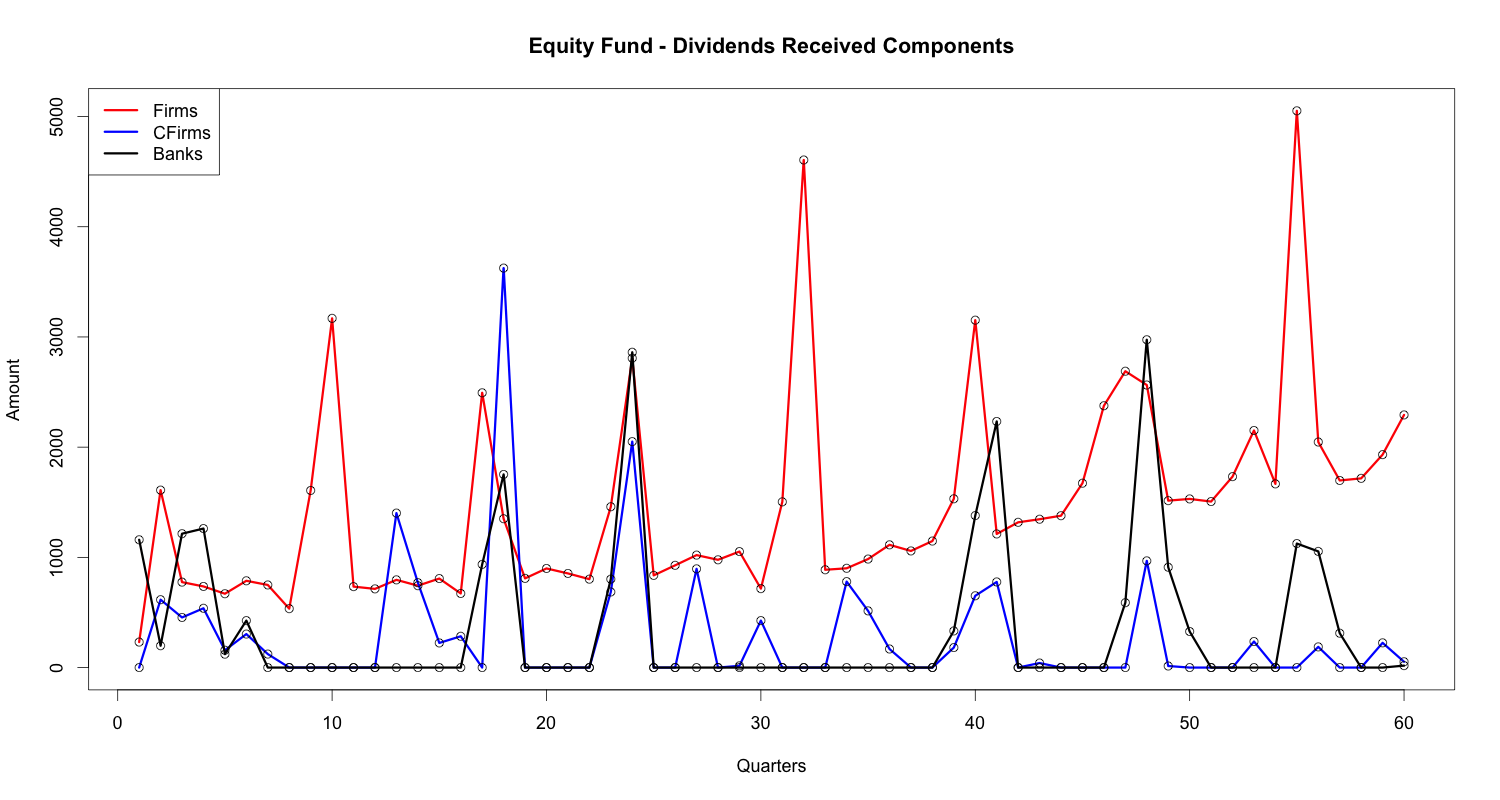 Equity Fund - Dividends Received Components
Firms
CFirms
Banks
Amount
5000
4000
3000
2000
1000
0
0 10 20 30 40 50 60
Quarters